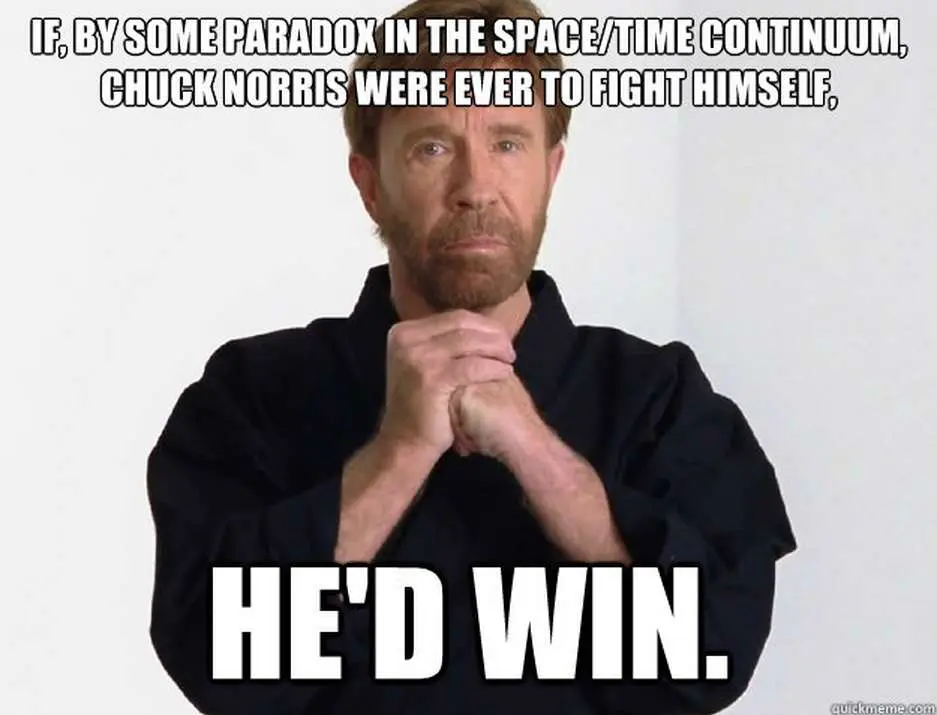 IF, BY SOME PARADOX IN THE SPACE/TIME CONTINUUM,
CHUCK NORRIS WERE EVER TO FIGHT HIMSELF,
HE'D WIN.
quickmeme.com